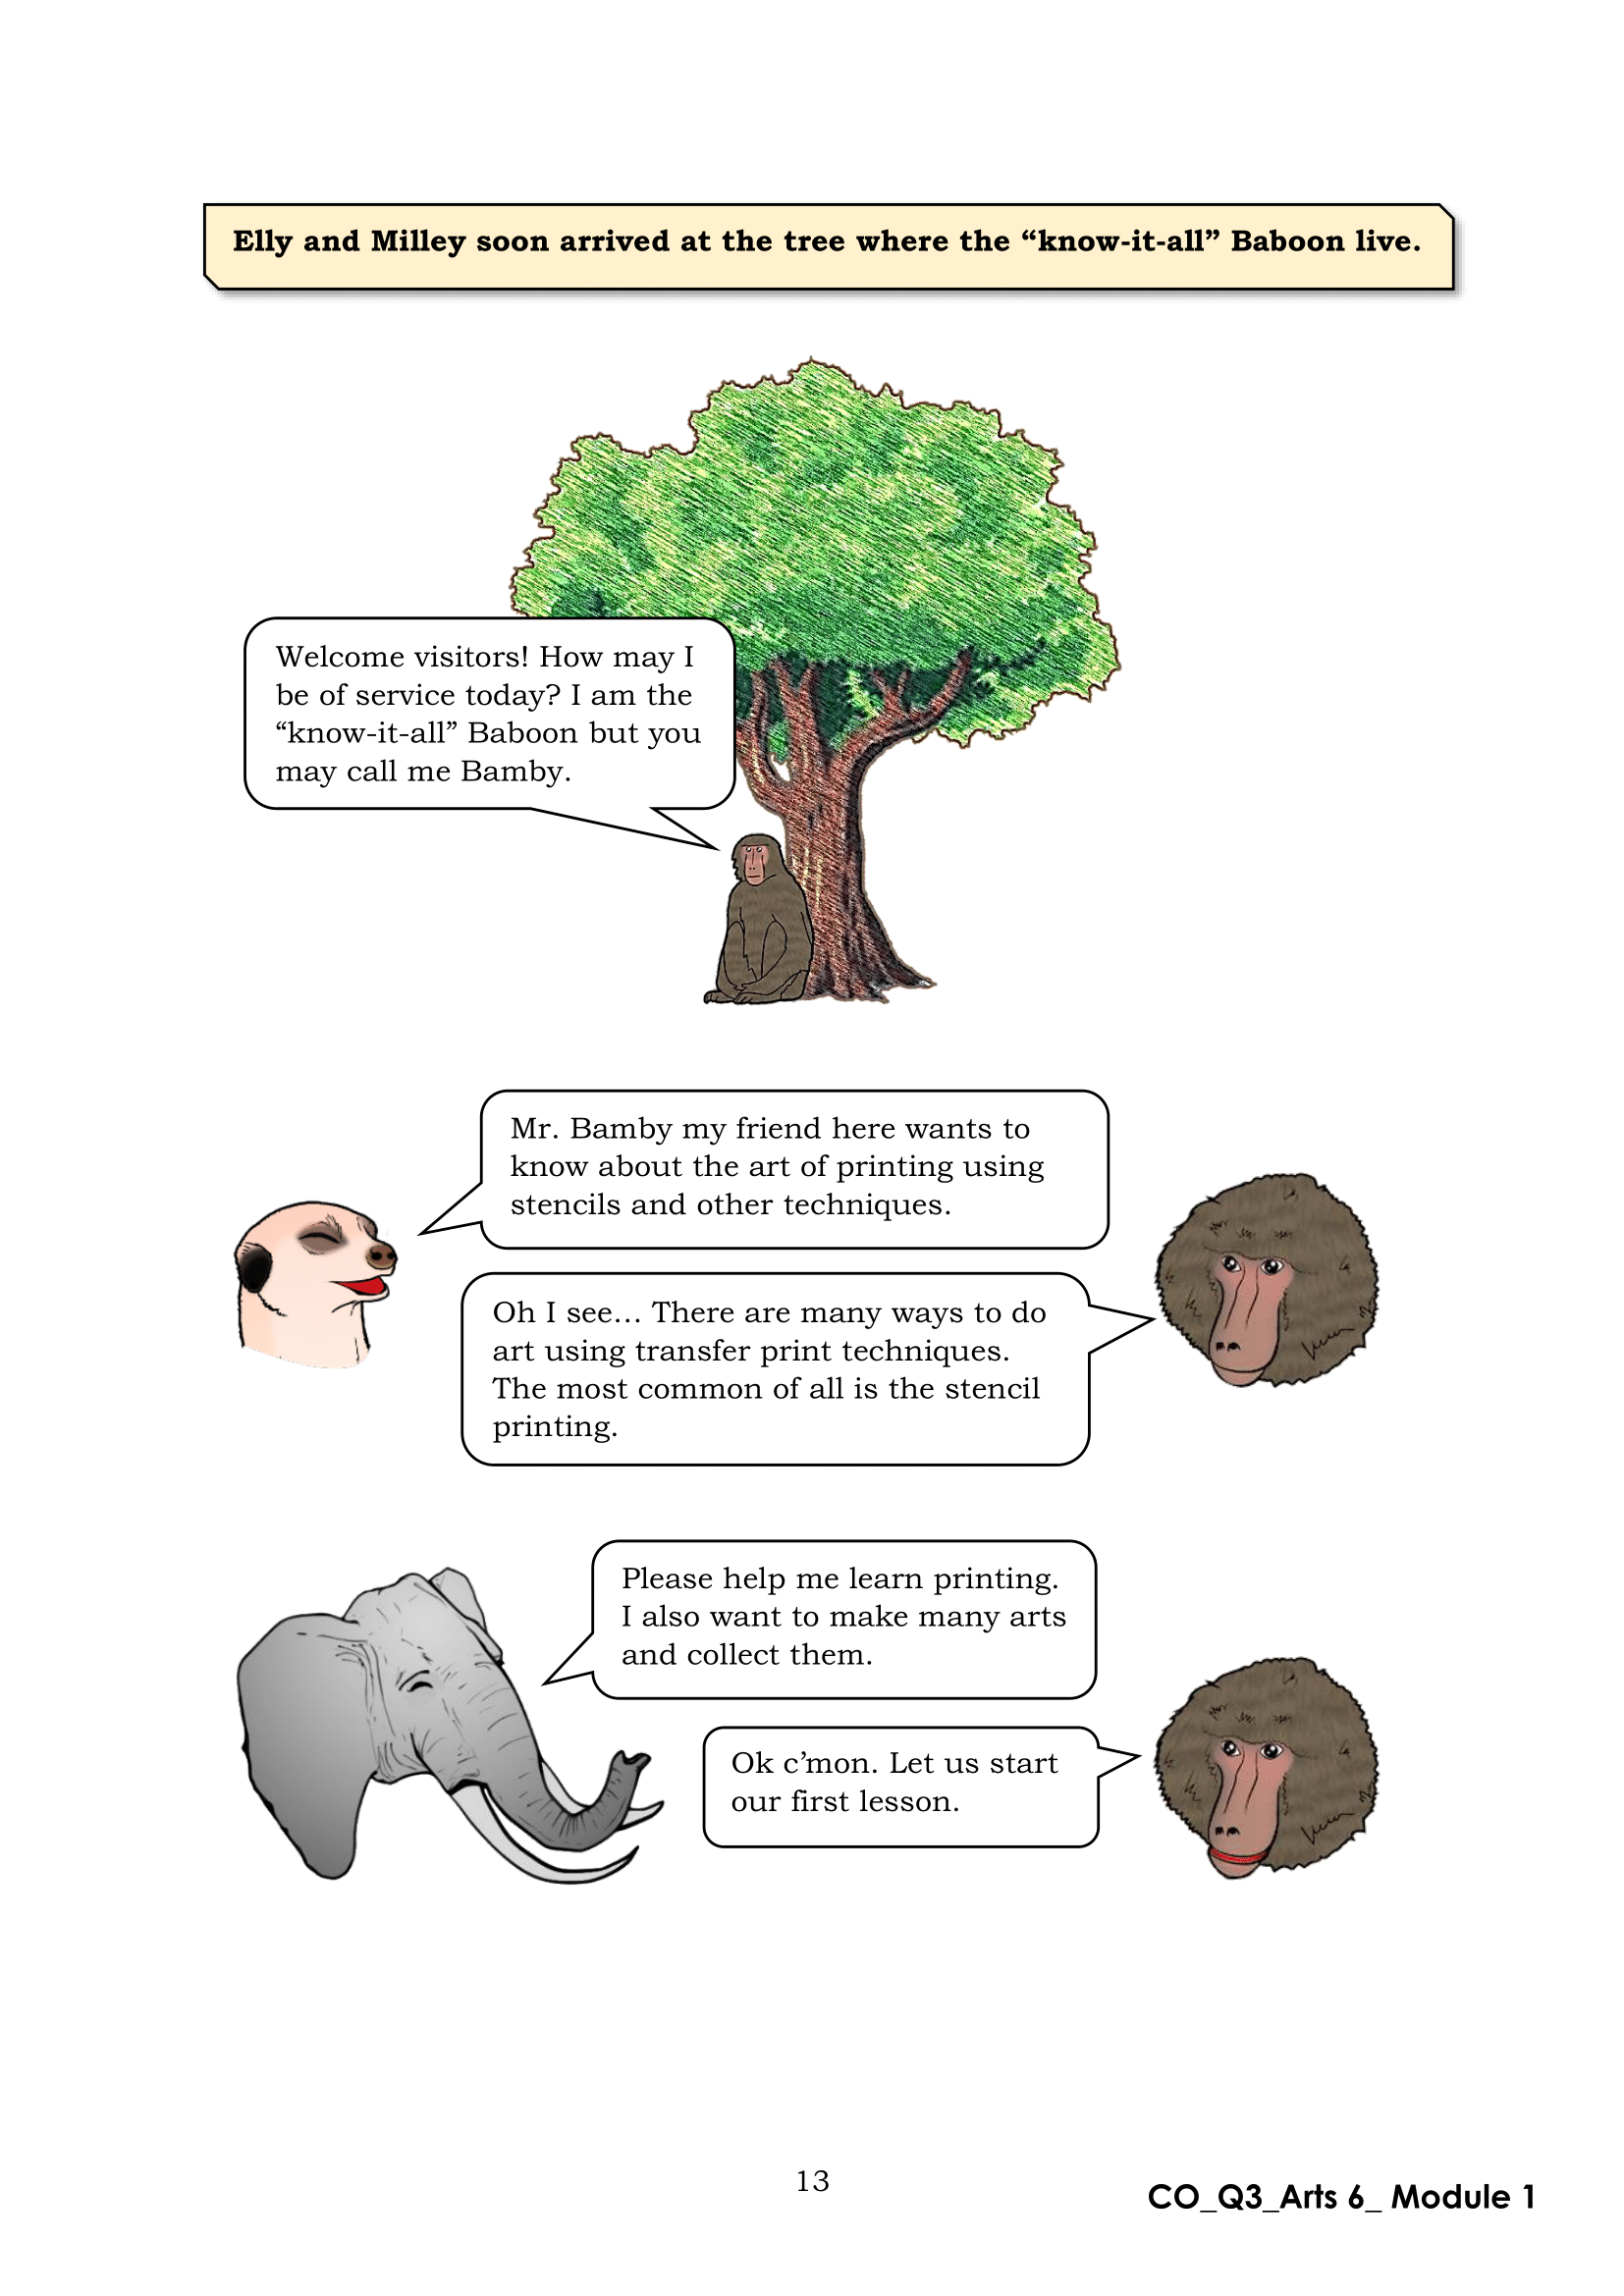 Elly and Milley soon arrived at the tree where the “know-it-all” Baboon live.
Welcome visitors! How may I
be of service today? I am the
“know-it-all” Baboon but you
may call me Bamby.
Mr. Bamby my friend here wants to
know about the art of printing using
stencils and other techniques.
Oh I see… There are many ways to do
art using transfer print techniques.
The most common of all is the stencil
printing.
Please help me learn printing.
I also want to make many arts
and collect them.
Ok c’mon. Let us start
our first lesson.
13
CO_Q3_Arts 6_ Module 1